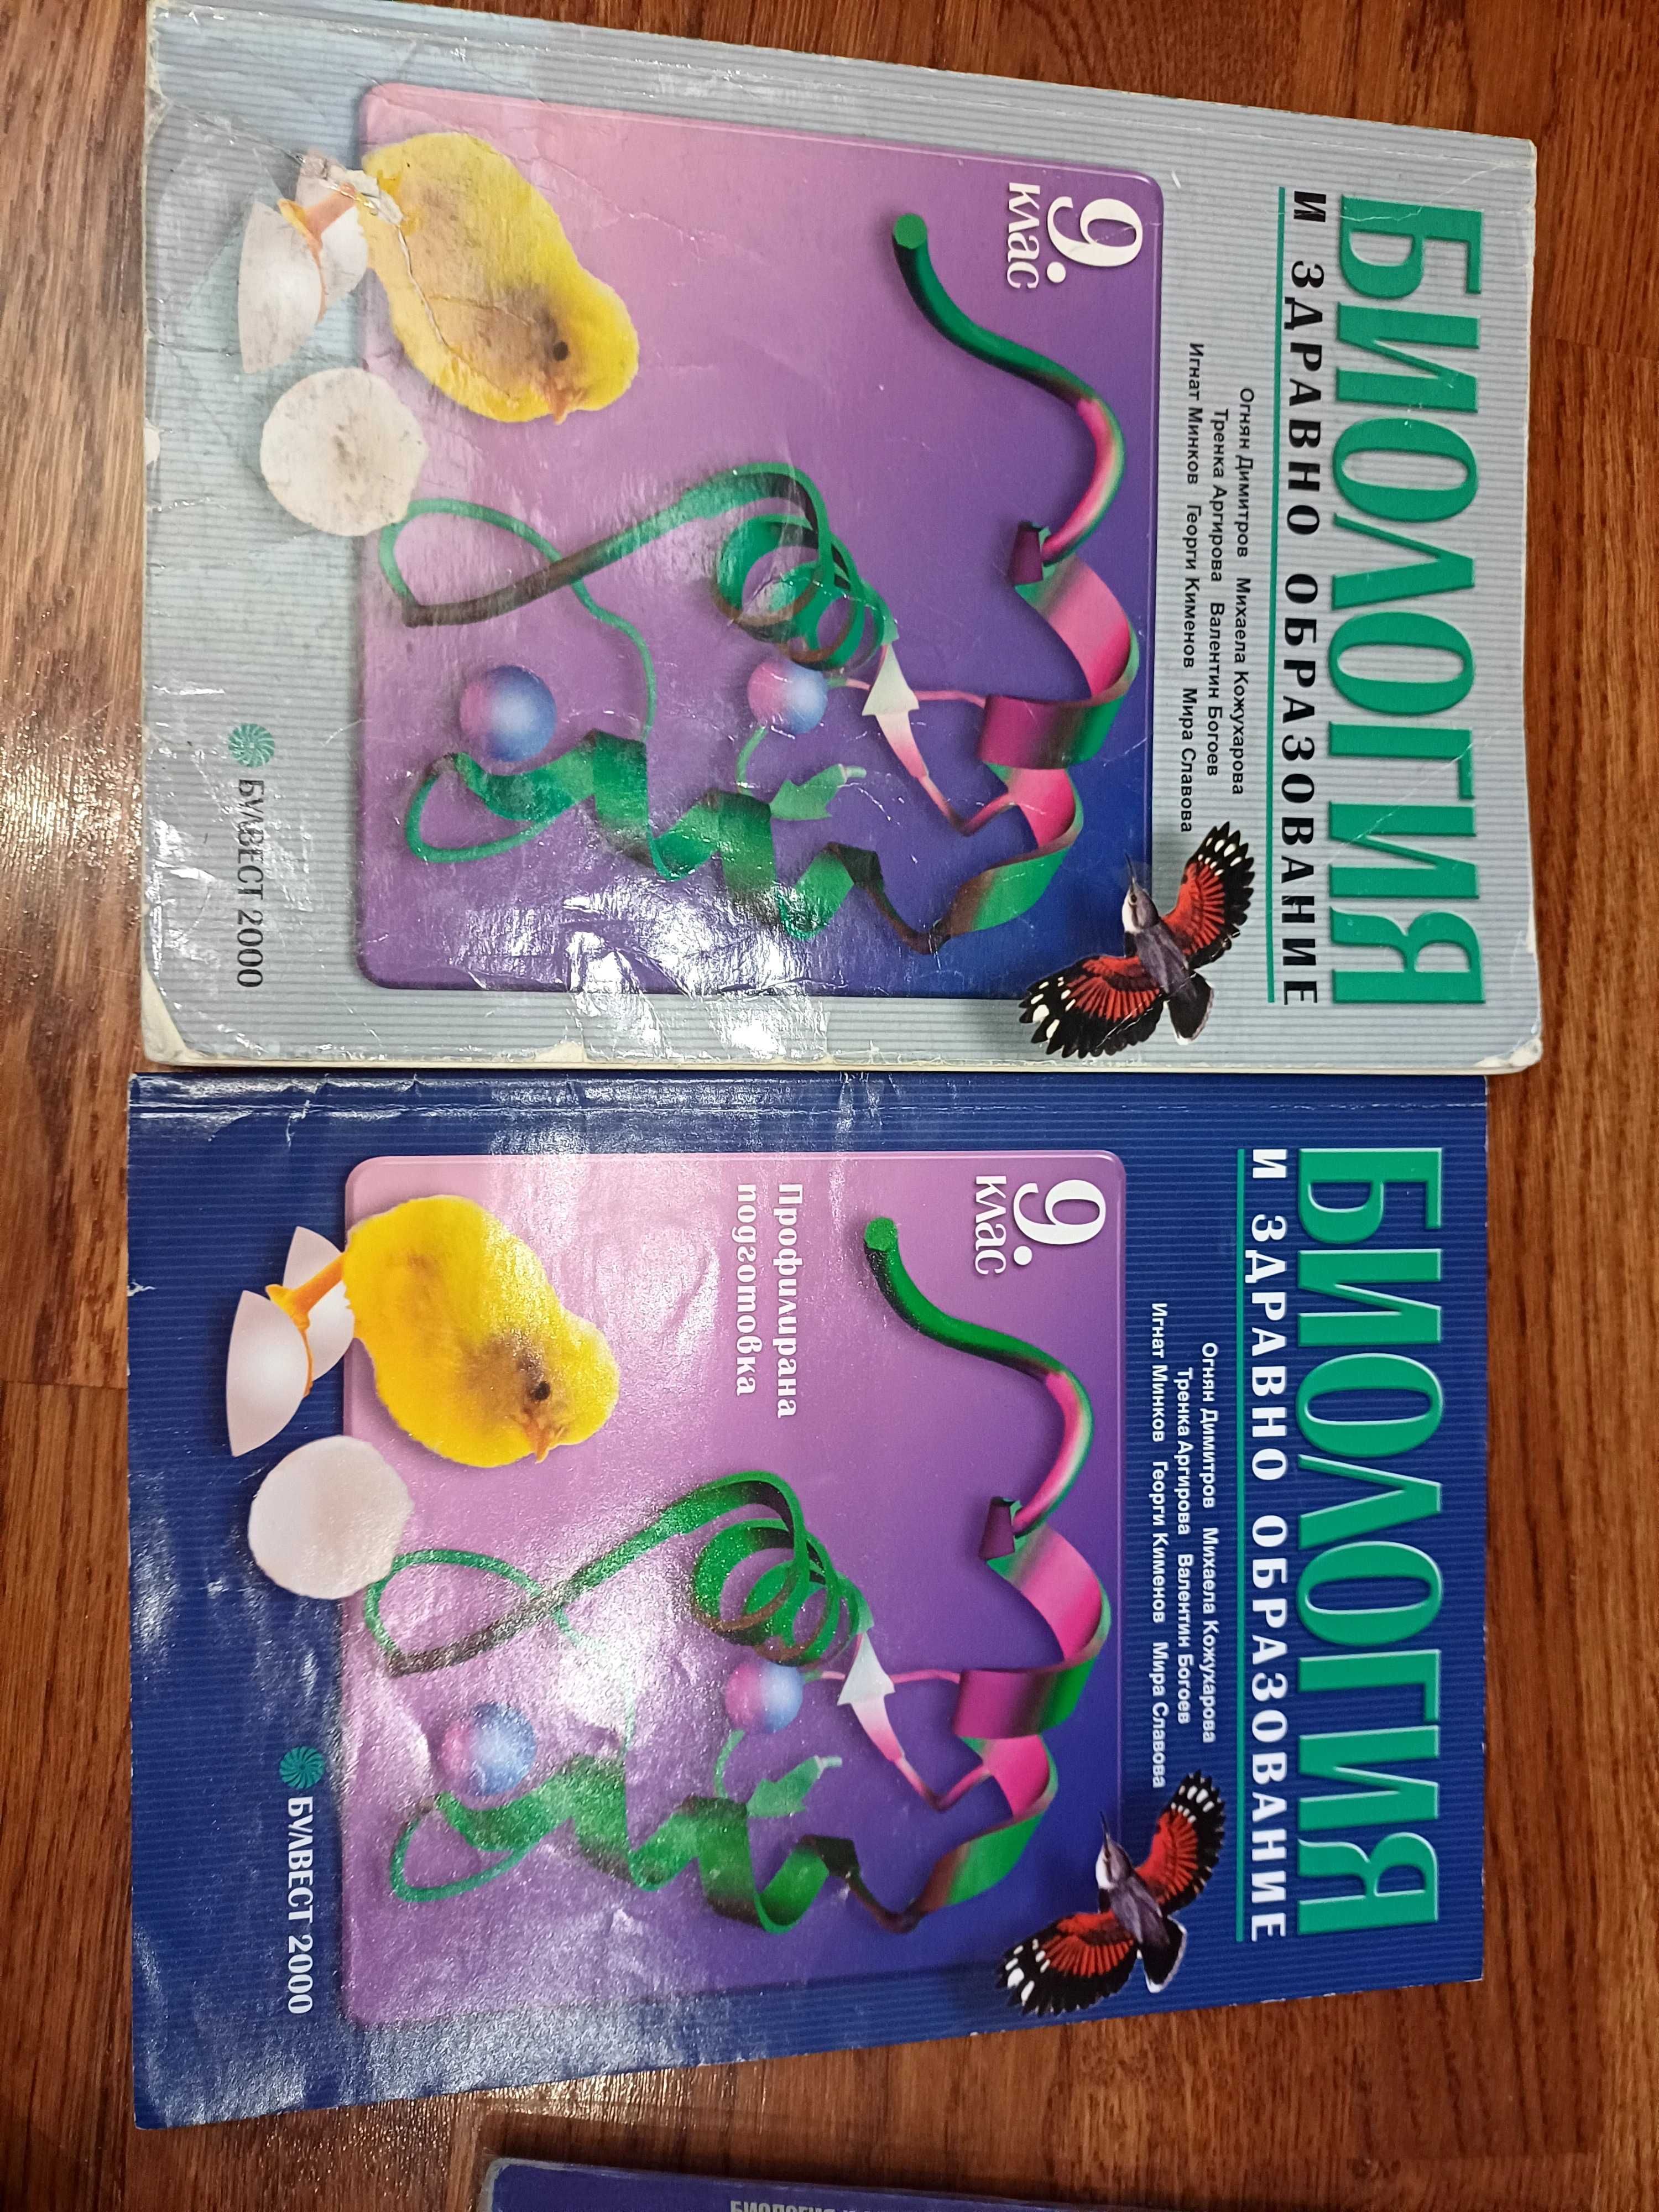 БИОЛОГИЯ
И ЗДРАВНО ОБРАЗОВАНИЕ
Огнян Димитров Михаела Кожухарова
Тренка Аргирова Валентин Богоев
Игнат Минков Георги Кименов Мира Славова
9.
клас
БУЛВЕСТ 2000
БИОЛОГИЯ
И ЗДРАВНО ОБРАЗОВАНИЕ
Огнян Димитров Михаела Кожухарова
Тренка Аргирова Валентин Богоев
Игнат Минков Георги Кименов Мира Славова
9.
клас
Профилирана
подготовка
БУЛВЕСТ 2000